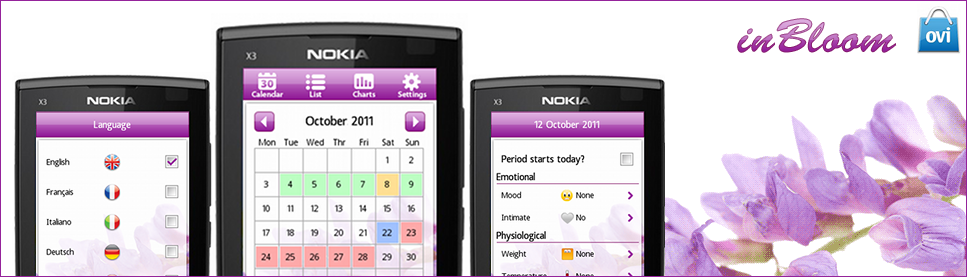 inBloom
ovi
X3 NOKIA
Language
English
Français
Italiano
Deutsch
X3 NOKIA
30
Calendar List Charts Settings
October 2011
Mon Tue Wed Thu Fri Sat Sun
1 2
3 4 5 6 7 8 9
10 11 12 13 14 15 16
17 18 19 20 21 22 23
24 25 26 27 28 29 30
X3 NOKIA
12 October 2011
Period starts today?
Emotional
Mood None
Intimate No
Physiological
Weight None
Temperature None